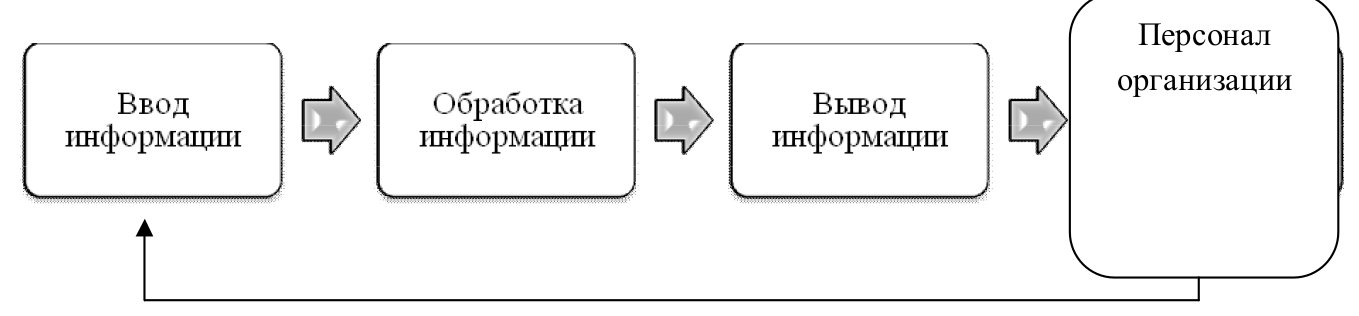 Ввод
информации
Обработка
информации
Вывод
информации
Персонал
организации